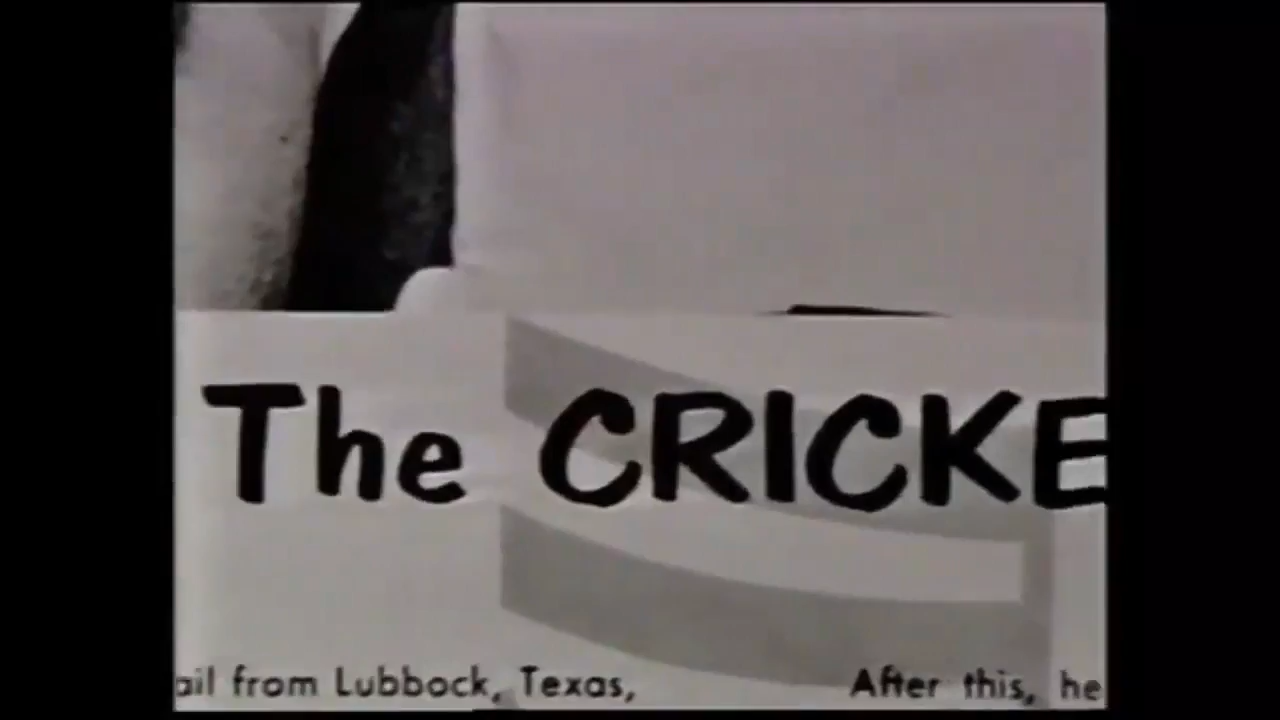 The CRICKE
ail from Lubbock, Texas,
After this, he